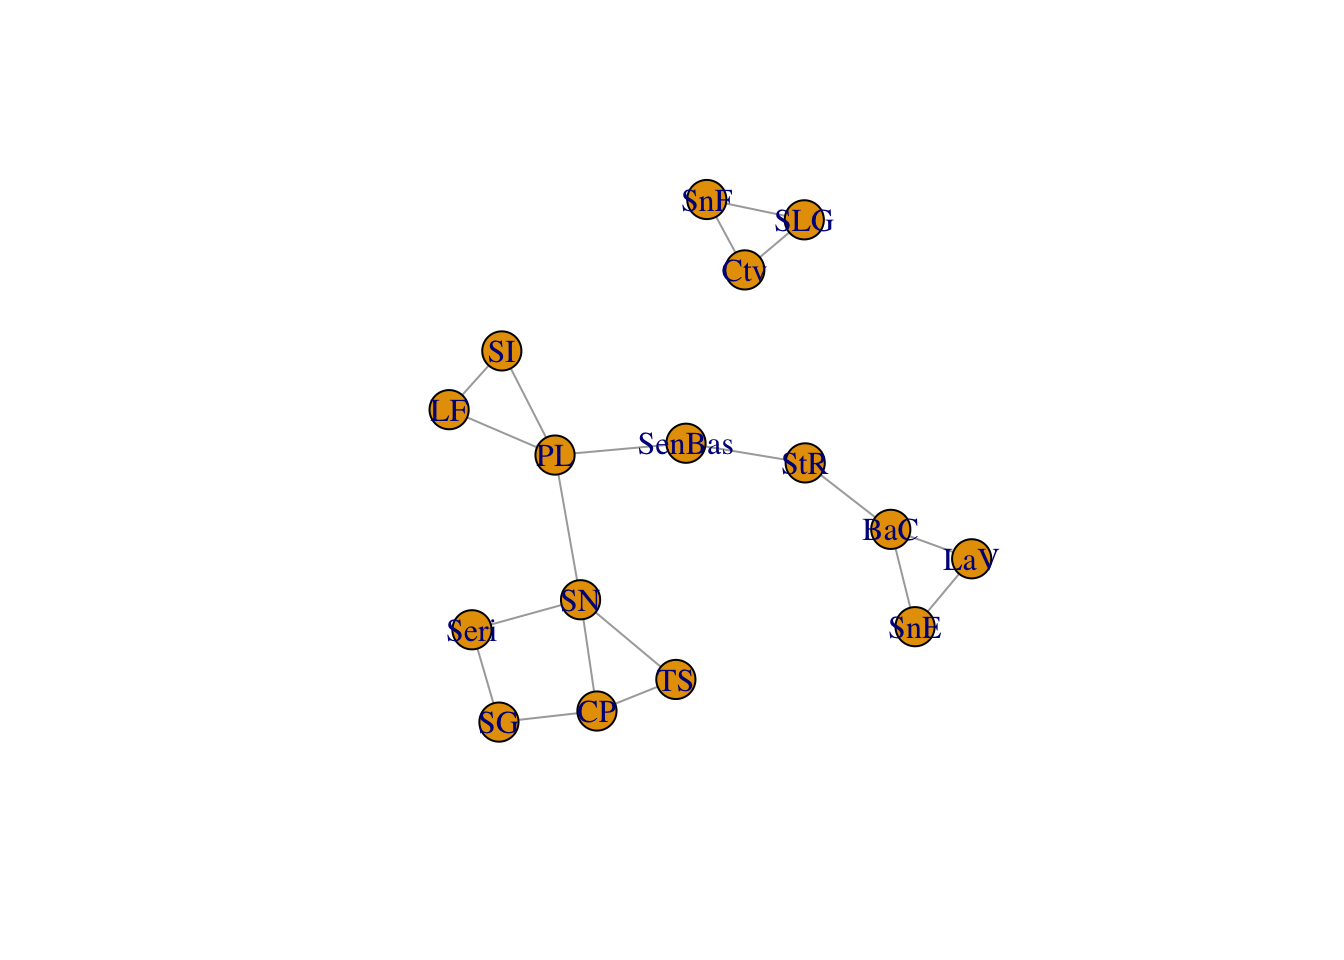 SnF
SLG
Ctv
SI
LF
PL
SenBas
StR
BaC
LaV
SN
Seri
SnE
TS
CP
SG